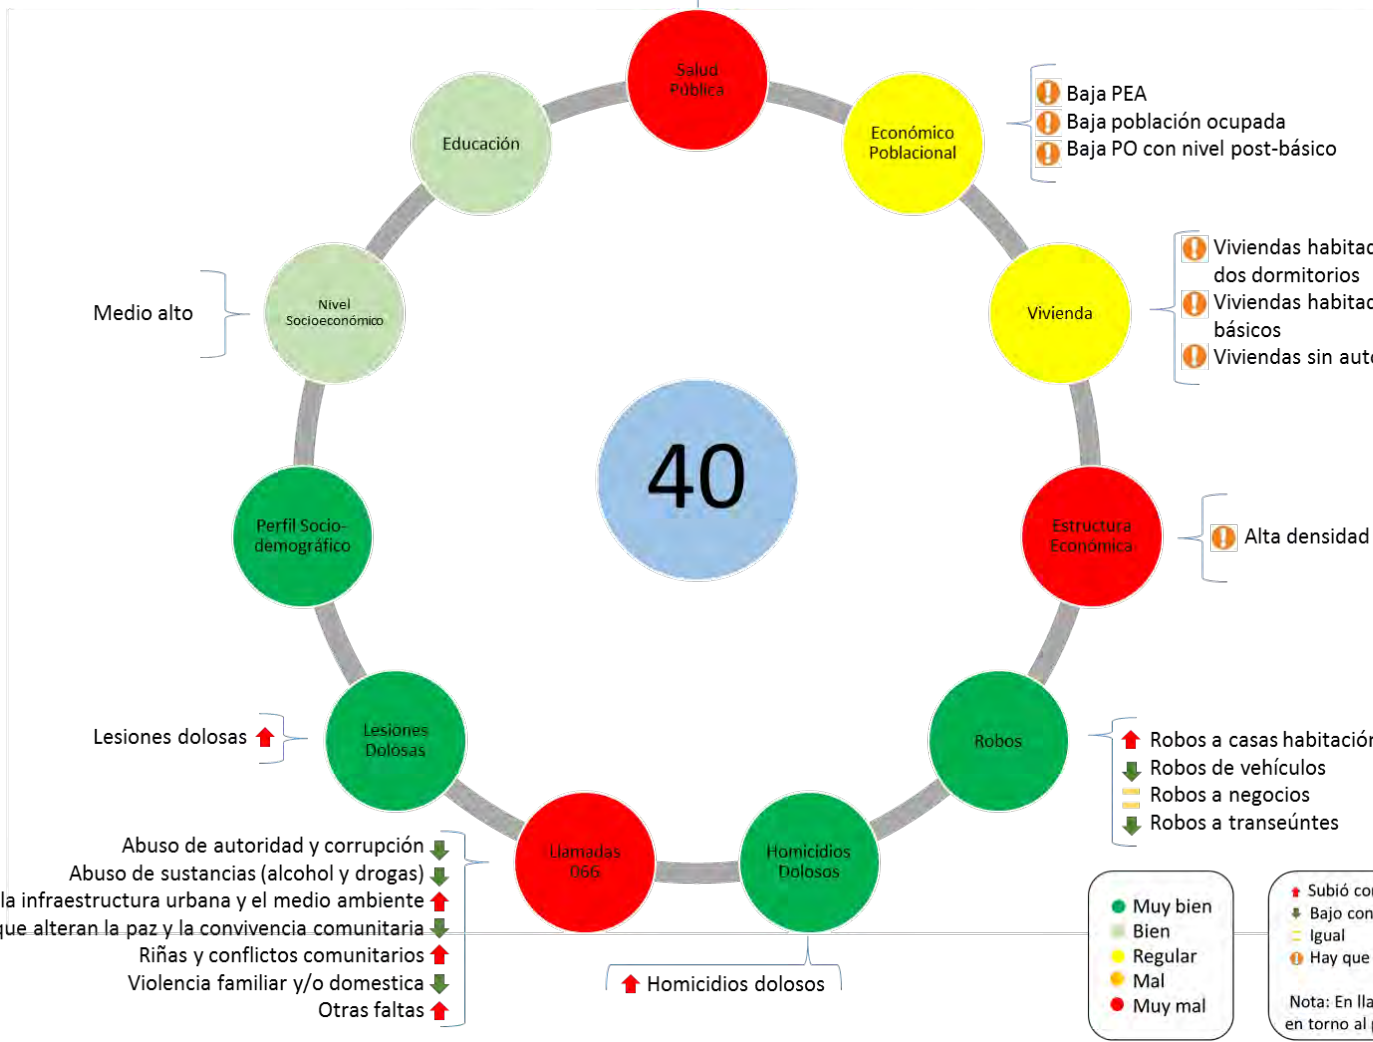 Salud
Pública
Educación
Económico
Poblacional
Baja PEA
Baja población ocupada
Baja PO con nivel post-básico
Medio alto
Nivel
Socioeconómico
Vivienda
Viviendas habitad
dos dormitorios
Viviendas habitad
básicos
Viviendas sin auto
40
Perfil Socio-
demográfico
Estructura
Económica
Alta densidad
Lesiones dolosas
Lesiones
Dolosas
Robos
Robos a casas habitación
Robos de vehículos
Robos a negocios
Robos a transeúntes
Llamadas
066
Homicidios
Dolosos
Abuso de autoridad y corrupción
Abuso de sustancias (alcohol y drogas)
la infraestructura urbana y el medio ambiente
que alteran la paz y la convivencia comunitaria
Riñas y conflictos comunitarios
Violencia familiar y/o domestica
Otras faltas
Homicidios dolosos
Muy bien
Bien
Regular
Mal
Muy mal
Subió con
Bajo con
Igual
Hay que
Nota: En lla
en torno al p